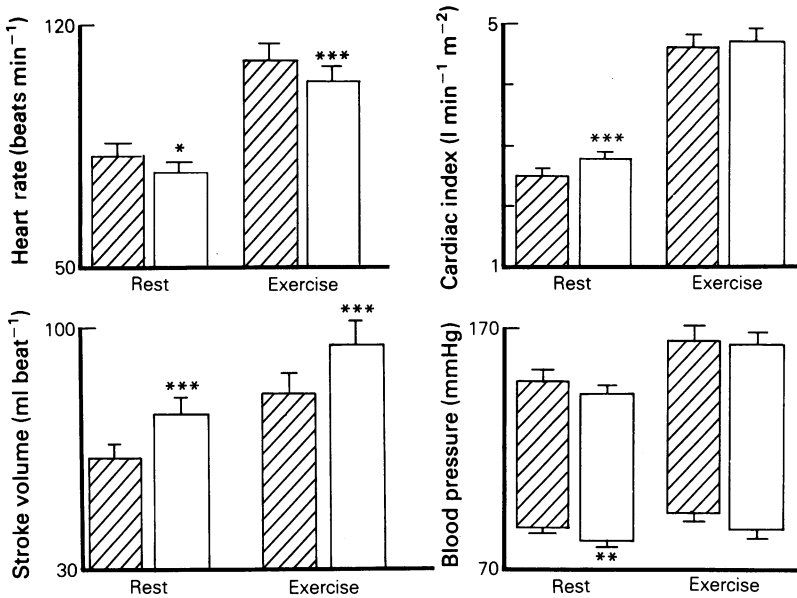 Heart rate (beats min−1)
120
50
*
***
Rest
Exercise
Cardiac index (l min−1 m−2)
5
1
***
Rest
Exercise
Stroke volume (ml beat−1)
100
30
***
***
Rest
Exercise
Blood pressure (mmHg)
170
70
**
Rest
Exercise